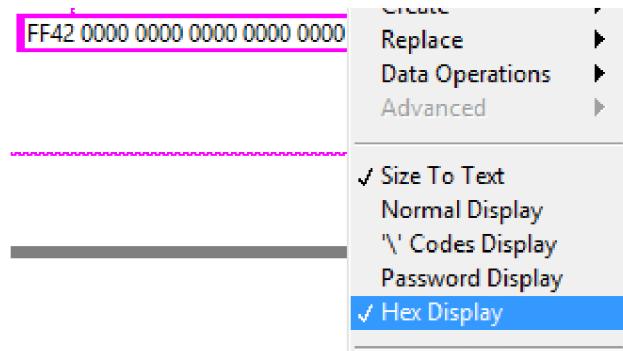 FF42 0000 0000 0000 0000 0000
Create
Replace
Data Operations
Advanced
Size To Text
Normal Display
'\' Codes Display
Password Display
Hex Display